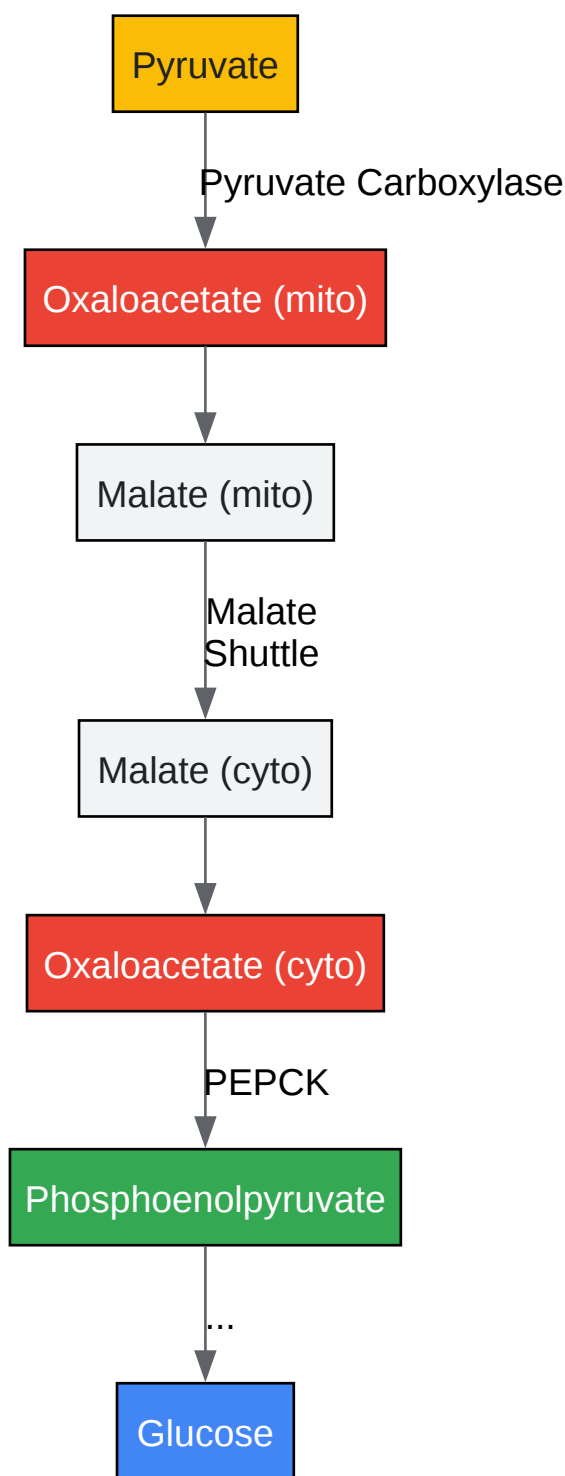 Pyruvate
Pyruvate Carboxylase
Oxaloacetate (mito)
Malate (mito)
Malate
Shuttle
Malate (cyto)
Oxaloacetate (cyto)
PEPCK
Phosphoenolpyruvate
...
Glucose